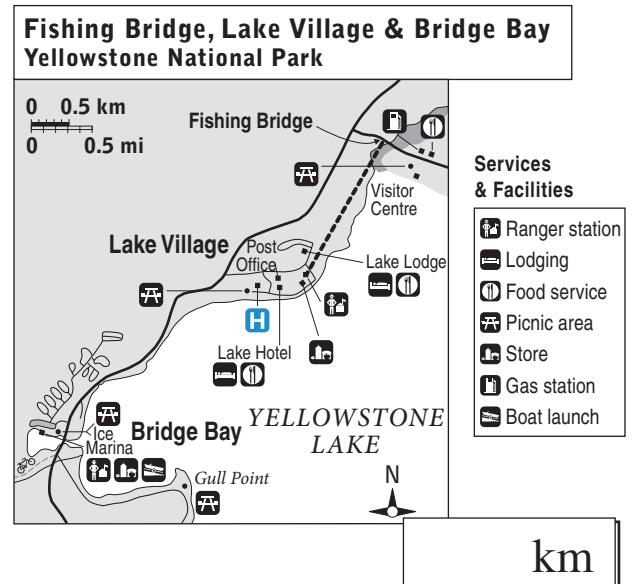 Fishing Bridge, Lake Village & Bridge Bay
Yellowstone National Park
0 0.5 km
0 0.5 mi
Fishing Bridge
Visitor
Centre
Lake Village
Post
Office
Lake Lodge
H
Lake Hotel
YELLOWSTONE
LAKE
Ice
Marina
Bridge Bay
Gull Point
N
Services
& Facilities
Ranger station
Lodging
Food service
Picnic area
Store
Gas station
Boat launch
km